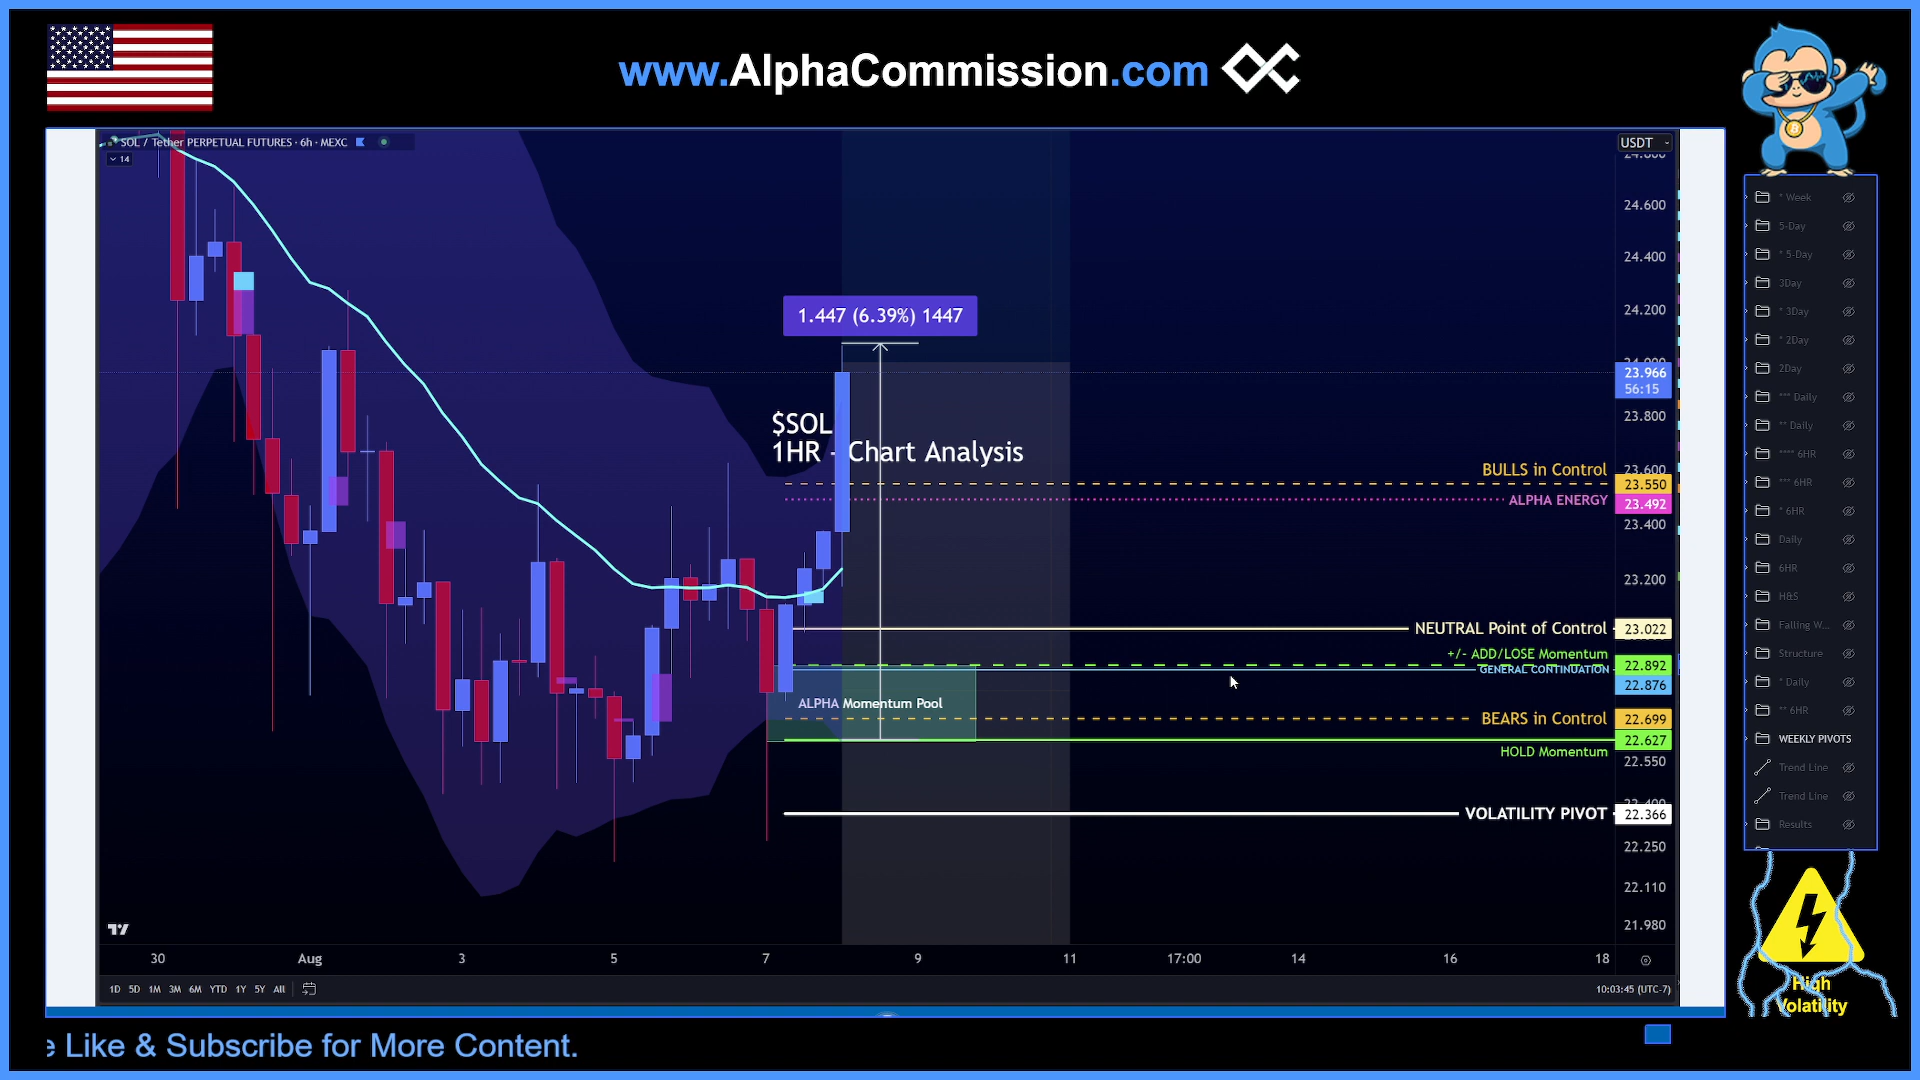 www.AlphaCommission.com
SOL / Tether PERPETUAL FUTURES · 6h · MEXC
14
USDT
24.600
24.400
1.447 (6.39%) 1447
24.200
23.966
56:15
$SOL
1HR - Chart Analysis
23.800
BULLS in Control
23.600
23.550
ALPHA ENERGY
23.492
23.400
23.200
NEUTRAL Point of Control
23.022
+/- ADD/LOSE Momentum
22.892
GENERAL CONTINUATION
22.876
ALPHA Momentum Pool
BEARS in Control
22.699
22.627
HOLD Momentum
22.550
VOLATILITY PIVOT
22.366
22.250
22.110
21.980
30 Aug 3 5 7 9 11 17:00 14 16 18
1D 5D 1M 3M 6M YTD 1Y 5Y All
10:03:45 (UTC-7)
* Week
5-Day
* 5-Day
3Day
* 3Day
* 2Day
2Day
*** Daily
** Daily
**** 6HR
*** 6HR
* 6HR
Daily
6HR
H&S
Falling W...
Structure
* Daily
** 6HR
WEEKLY PIVOTS
Trend Line
Trend Line
Results
High
Volatility
e Like & Subscribe for More Content.